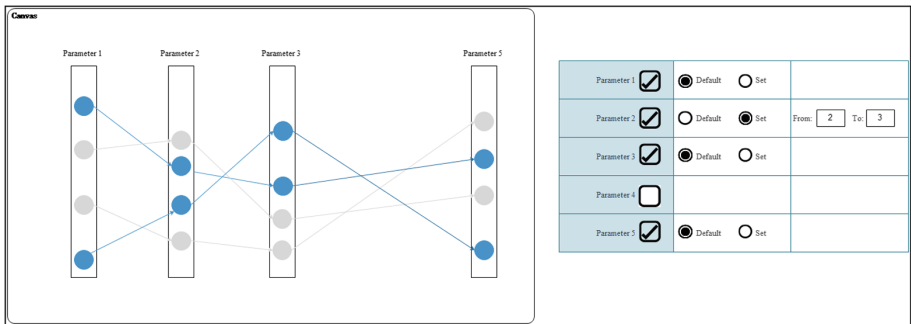 Canvas
Parameter 1 Parameter 2 Parameter 3 Parameter 5
Parameter 1 Default Set
Parameter 2 Default Set From: 2 To: 3
Parameter 3 Default Set
Parameter 4
Parameter 5 Default Set